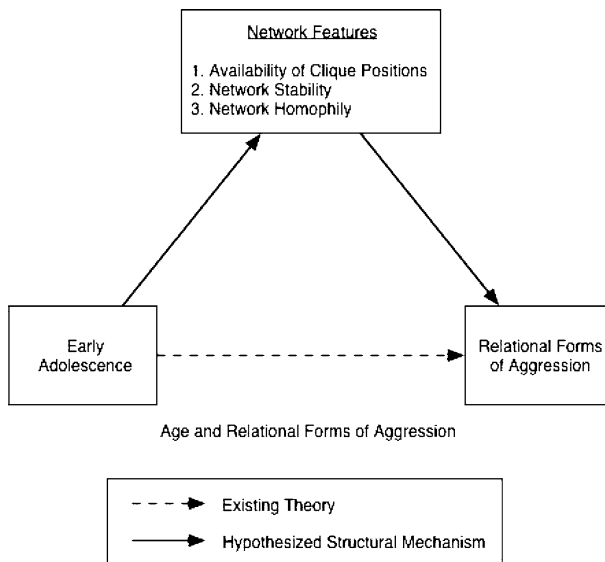 Network Features
1. Availability of Clique Positions
2. Network Stability
3. Network Homophily
Early
Adolescence
Relational Forms
of Aggression
Age and Relational Forms of Aggression
Existing Theory
Hypothesized Structural Mechanism